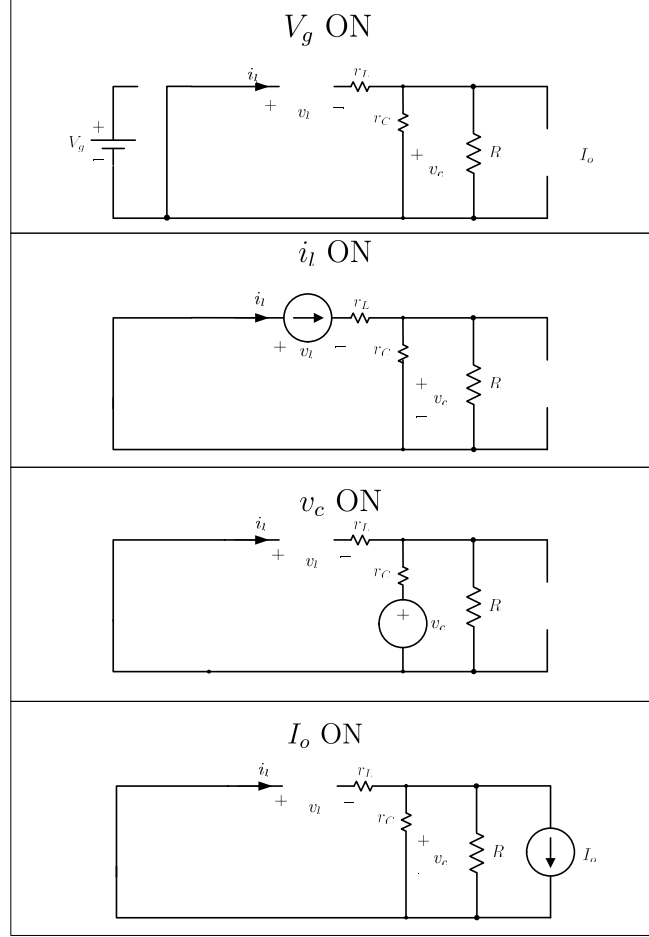 V_g ON
i_l
r_L
+ v_l −
r_C
+
V_g
−
+
v_c
R
I_o
i_l ON
i_l
r_L
+ v_l −
r_C
+
v_c
−
R
v_c ON
i_l
r_L
+ v_l −
r_C
+
v_c
R
I_o ON
i_l
r_L
+ v_l −
r_C
+
v_c
R
I_o